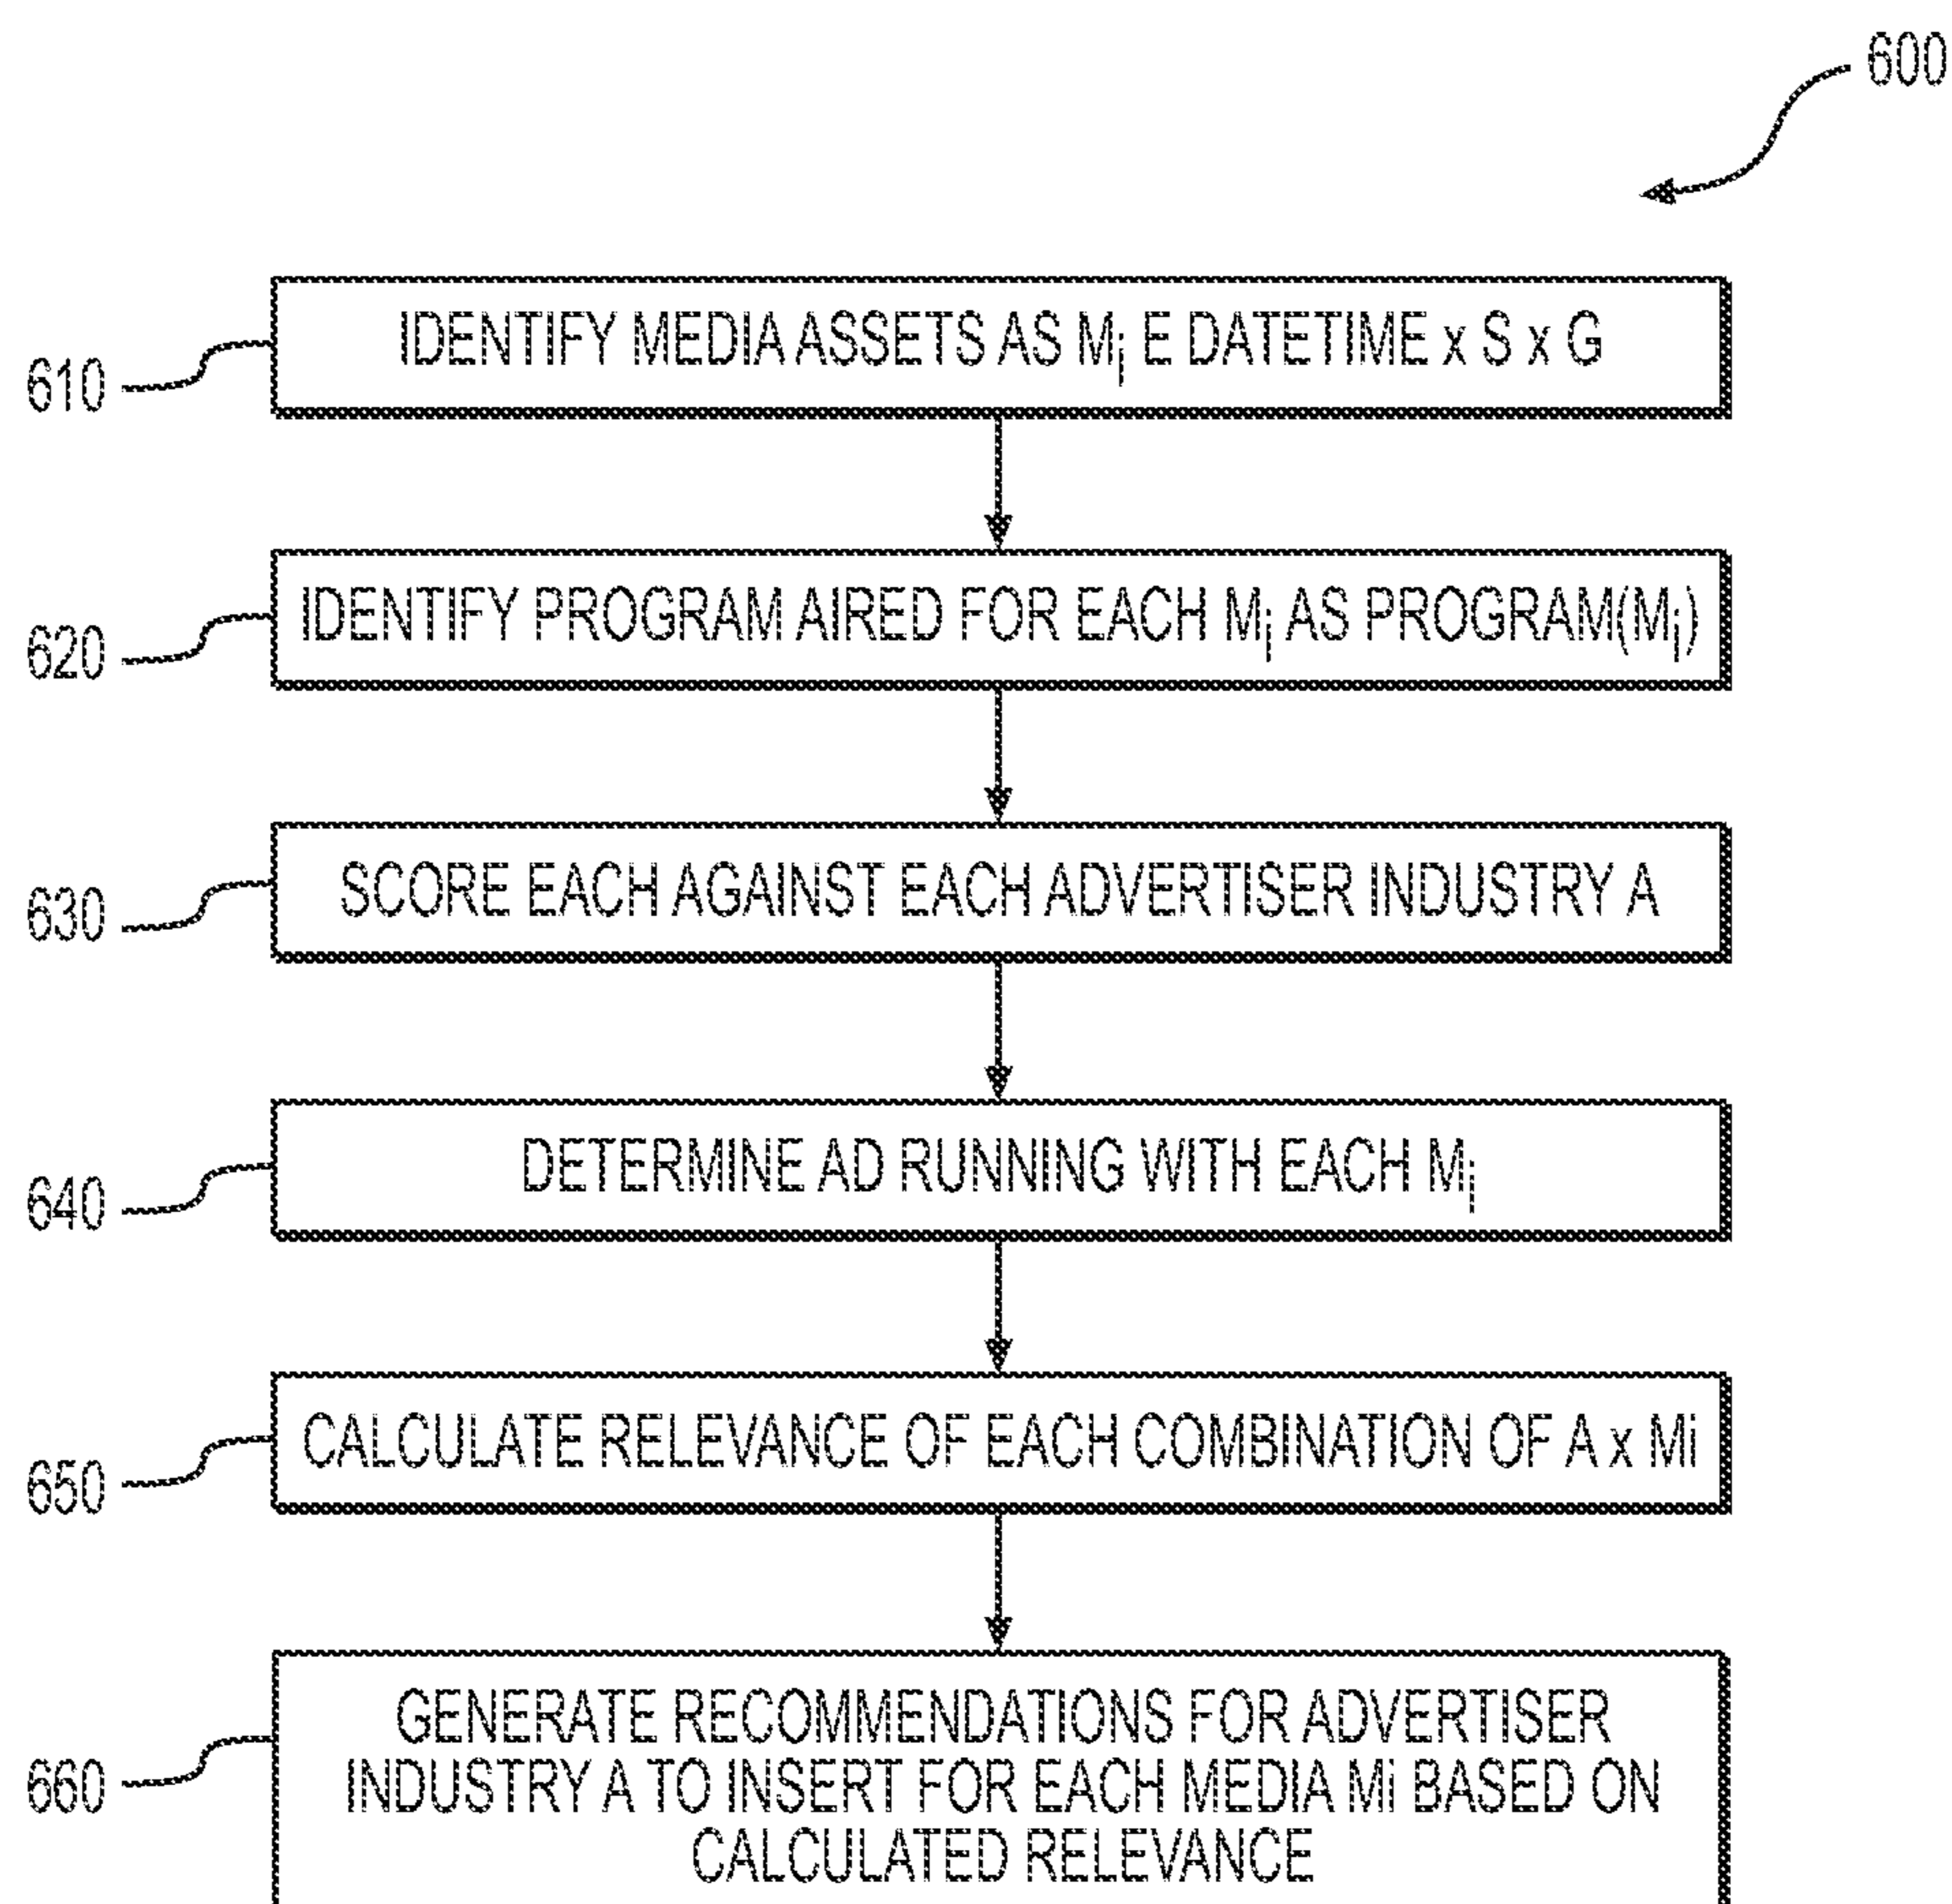 600
610
IDENTIFY MEDIA ASSETS AS Mi E DATETIME x S x G
620
IDENTIFY PROGRAM AIRED FOR EACH Mi AS PROGRAM(Mi)
630
SCORE EACH AGAINST EACH ADVERTISER INDUSTRY A
640
DETERMINE AD RUNNING WITH EACH Mi
650
CALCULATE RELEVANCE OF EACH COMBINATION OF A x Mi
660
GENERATE RECOMMENDATIONS FOR ADVERTISER
INDUSTRY A TO INSERT FOR EACH MEDIA Mi BASED ON
CALCULATED RELEVANCE